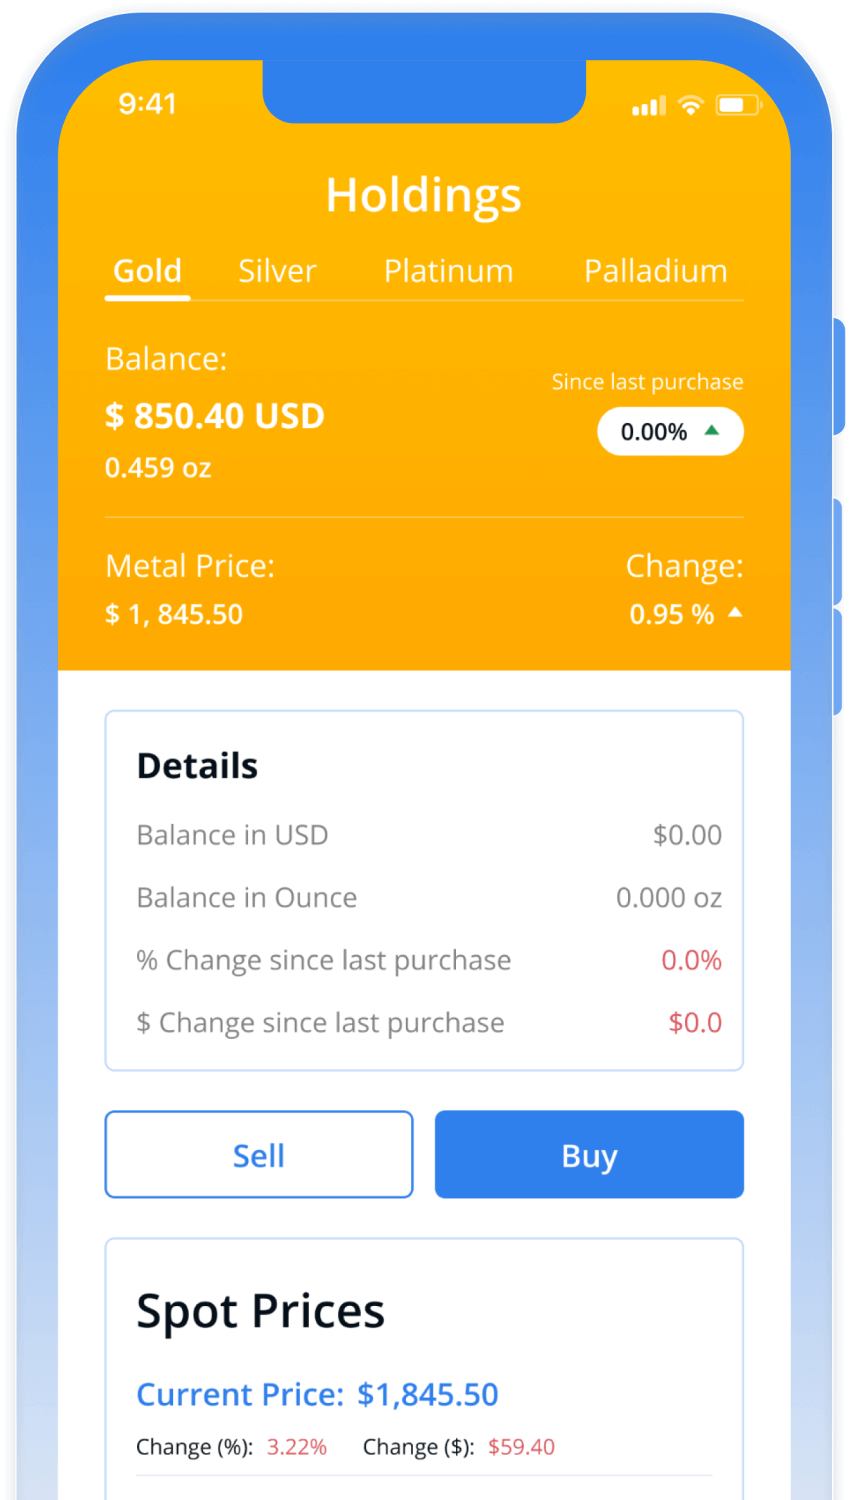 9:41
Holdings
Gold Silver Platinum Palladium
Balance:
$ 850.40 USD
0.459 oz
Since last purchase
0.00%
Metal Price:
$ 1, 845.50
Change:
0.95 %
Details
Balance in USD $0.00
Balance in Ounce 0.000 oz
% Change since last purchase 0.0%
$ Change since last purchase $0.0
Sell Buy
Spot Prices
Current Price: $1,845.50
Change (%): 3.22% Change ($): $59.40